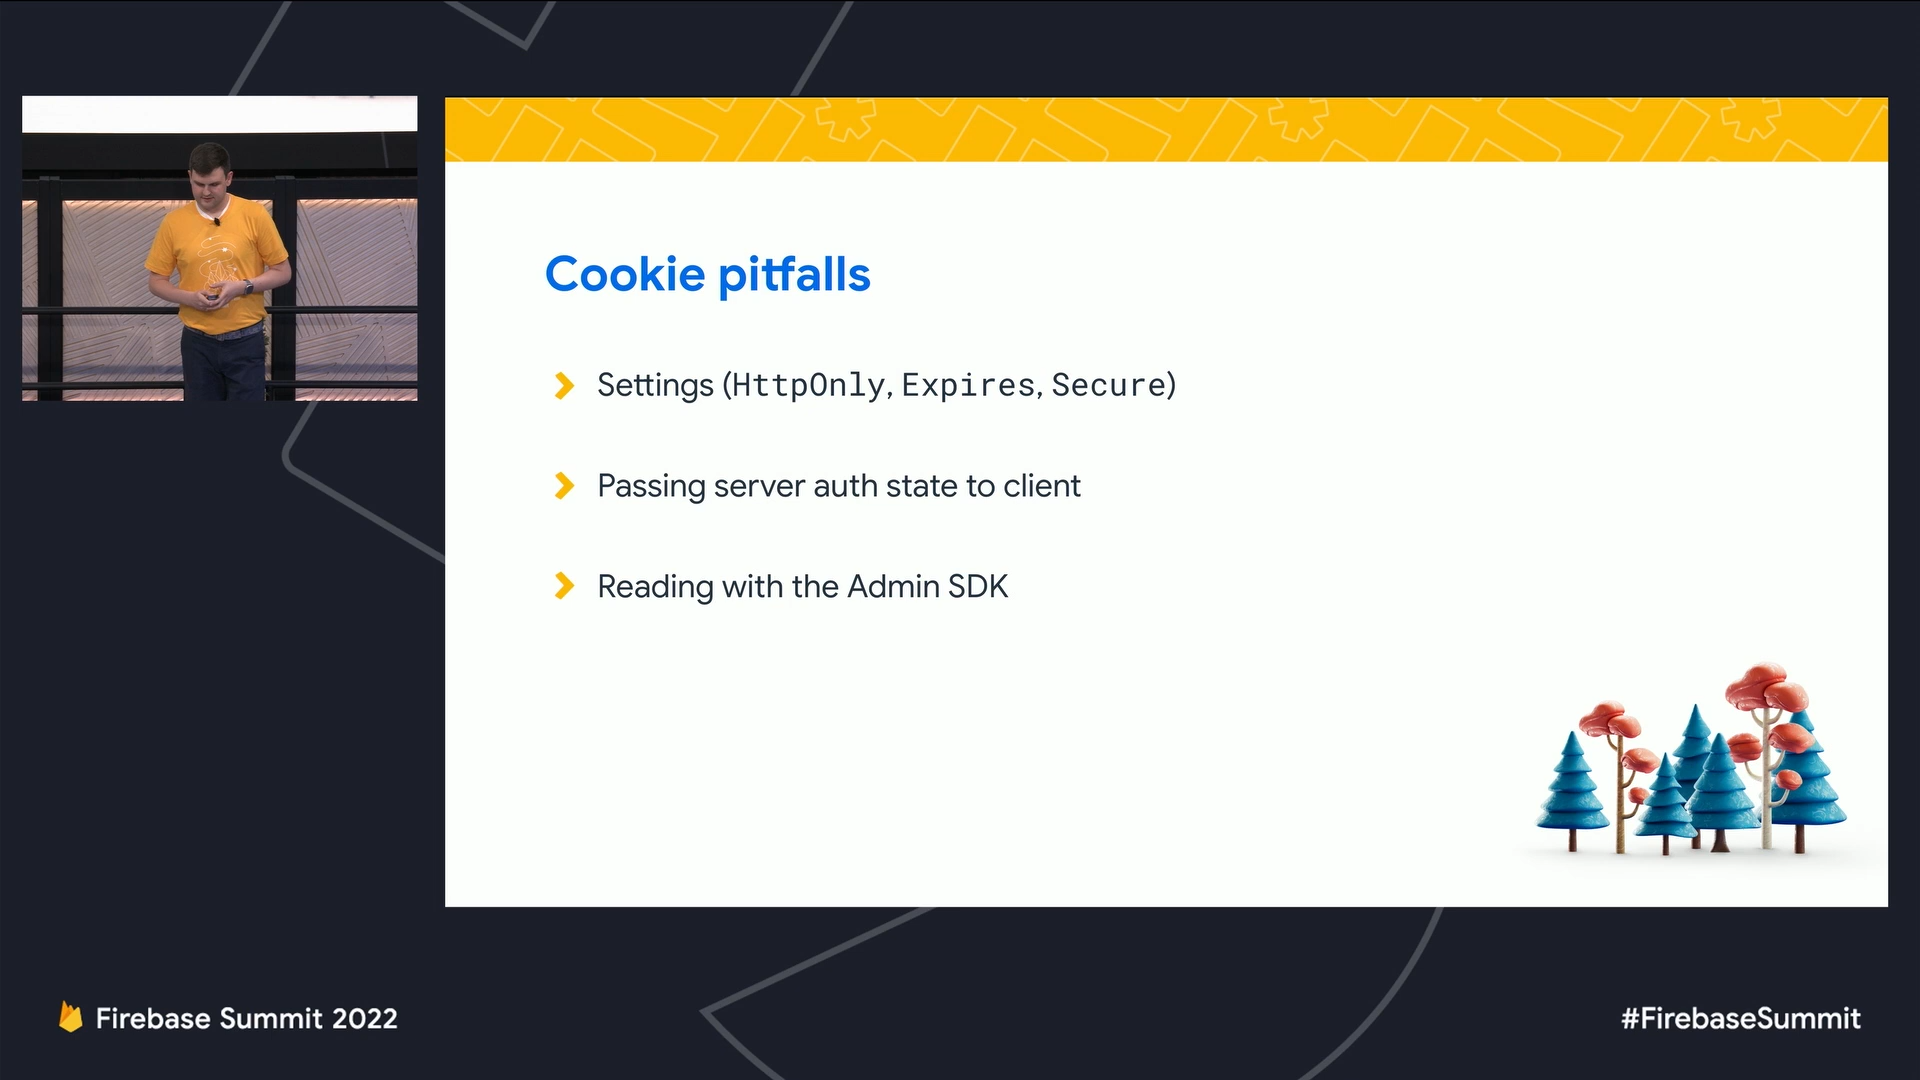 Cookie pitfalls
Settings (HttpOnly, Expires, Secure)
Passing server auth state to client
Reading with the Admin SDK
Firebase Summit 2022
#FirebaseSummit